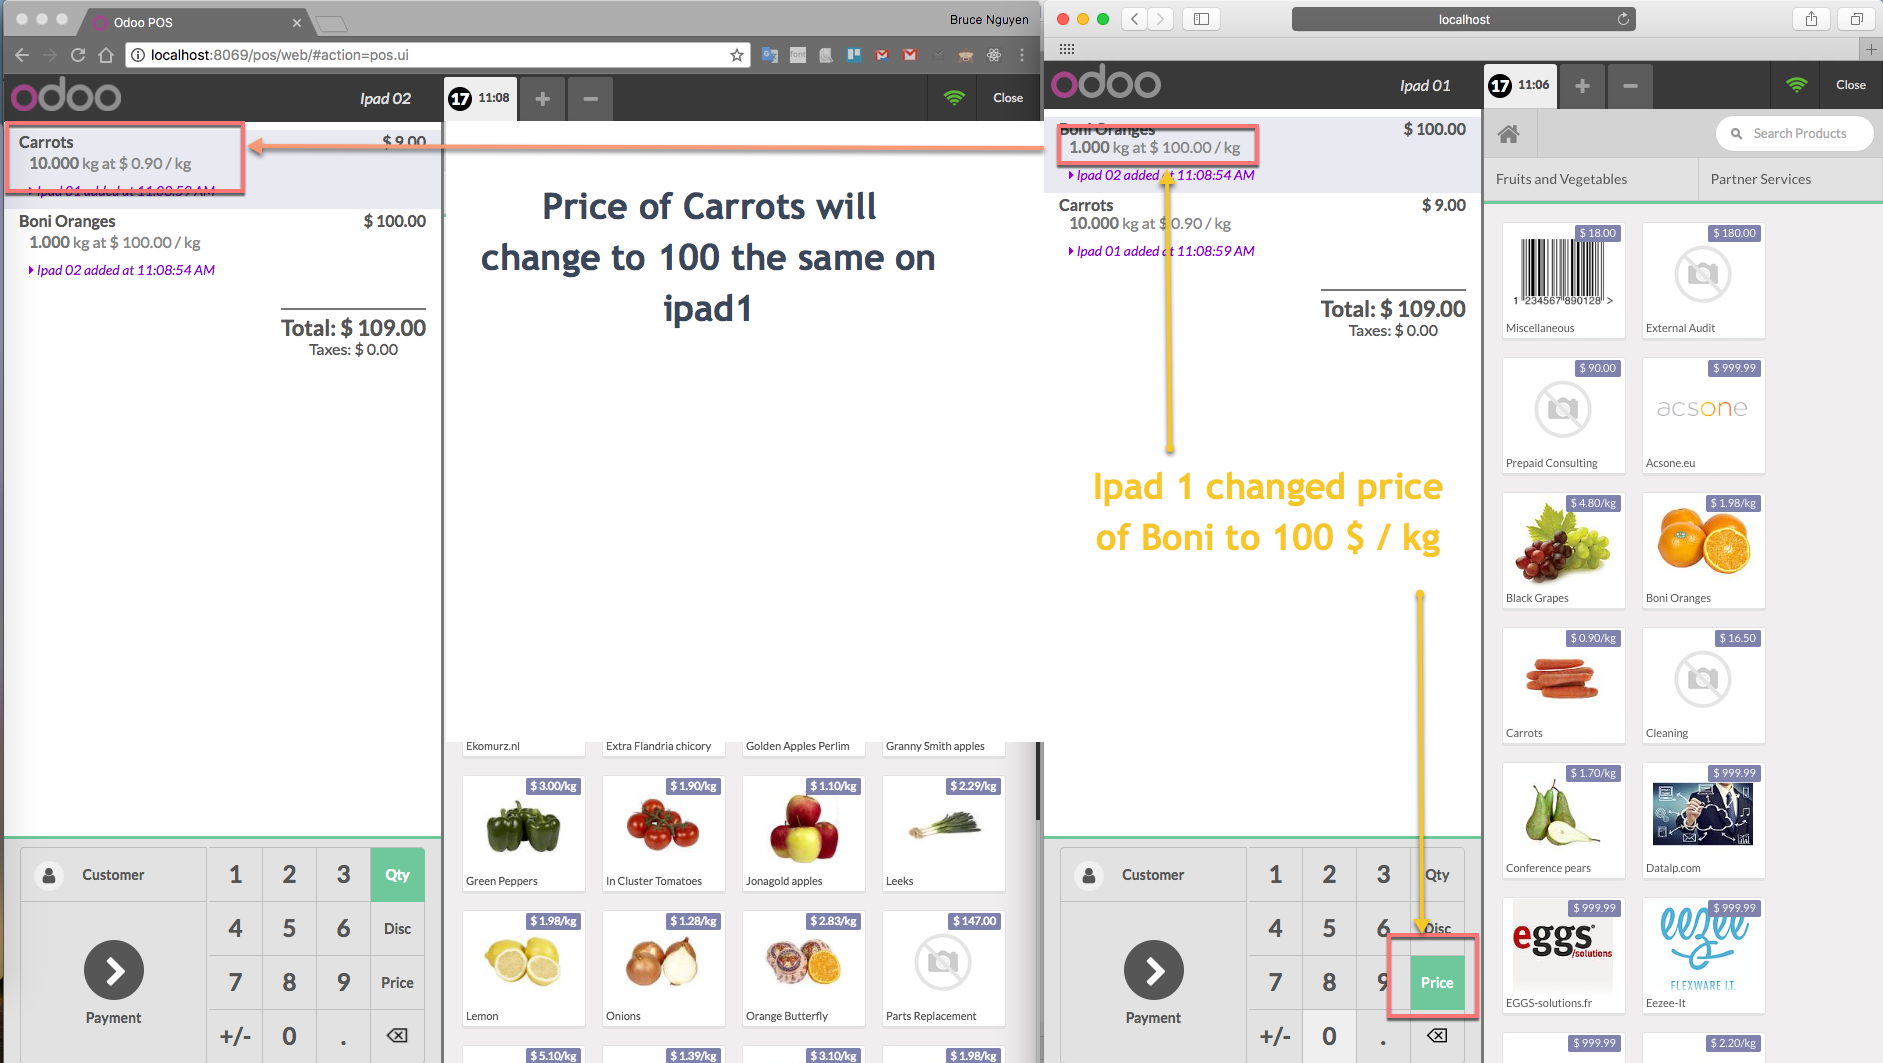 Odoo POS
Bruce Nguyen
localhost:8069/pos/web/#action=pos.ui
odoo
Ipad 02
17 11:08
+
−
Close
Carrots
$ 9.00
10.000 kg at $ 0.90 / kg
Ipad 01 added at 11:08:59 AM
Boni Oranges
$ 100.00
1.000 kg at $ 100.00 / kg
Ipad 02 added at 11:08:54 AM
Total: $ 109.00
Taxes: $ 0.00
Price of Carrots will
change to 100 the same on
ipad1
Ekomurz.nl
Extra Flandria chicory
Golden Apples Perlim
Granny Smith apples
$ 3.00/kg
Green Peppers
$ 1.90/kg
In Cluster Tomatoes
$ 1.10/kg
Jonagold apples
$ 2.29/kg
Leeks
$ 1.98/kg
Lemon
$ 1.28/kg
Onions
$ 2.83/kg
Orange Butterfly
$ 147.00
Parts Replacement
$ 5.10/kg
$ 1.39/kg
$ 3.10/kg
$ 1.98/kg
Customer
1 2 3 Qty
4 5 6 Disc
7 8 9 Price
Payment
+/- 0 .
localhost
odoo
Ipad 01
17 11:06
+
−
Close
Boni Oranges
$ 100.00
1.000 kg at $ 100.00 / kg
Ipad 02 added at 11:08:54 AM
Carrots
$ 9.00
10.000 kg at $ 0.90 / kg
Ipad 01 added at 11:08:59 AM
Total: $ 109.00
Taxes: $ 0.00
Ipad 1 changed price
of Boni to 100 $ / kg
Customer
1 2 3 Qty
4 5 6 Disc
7 8 9 Price
Payment
+/- 0 .
Search Products
Fruits and Vegetables
Partner Services
$ 18.00
1 234567 890128 >
Miscellaneous
$ 180.00
External Audit
$ 90.00
Prepaid Consulting
$ 999.99
acsone
Acsone.eu
$ 4.80/kg
Black Grapes
$ 1.98/kg
Boni Oranges
$ 0.90/kg
Carrots
$ 16.50
Cleaning
$ 1.70/kg
Conference pears
$ 999.99
Datalp.com
$ 999.99
eggs
/solutions
EGGS-solutions.fr
$ 999.99
eezee
FLEXWARE I.T.
Eezee-It
$ 999.99
$ 2.20/kg